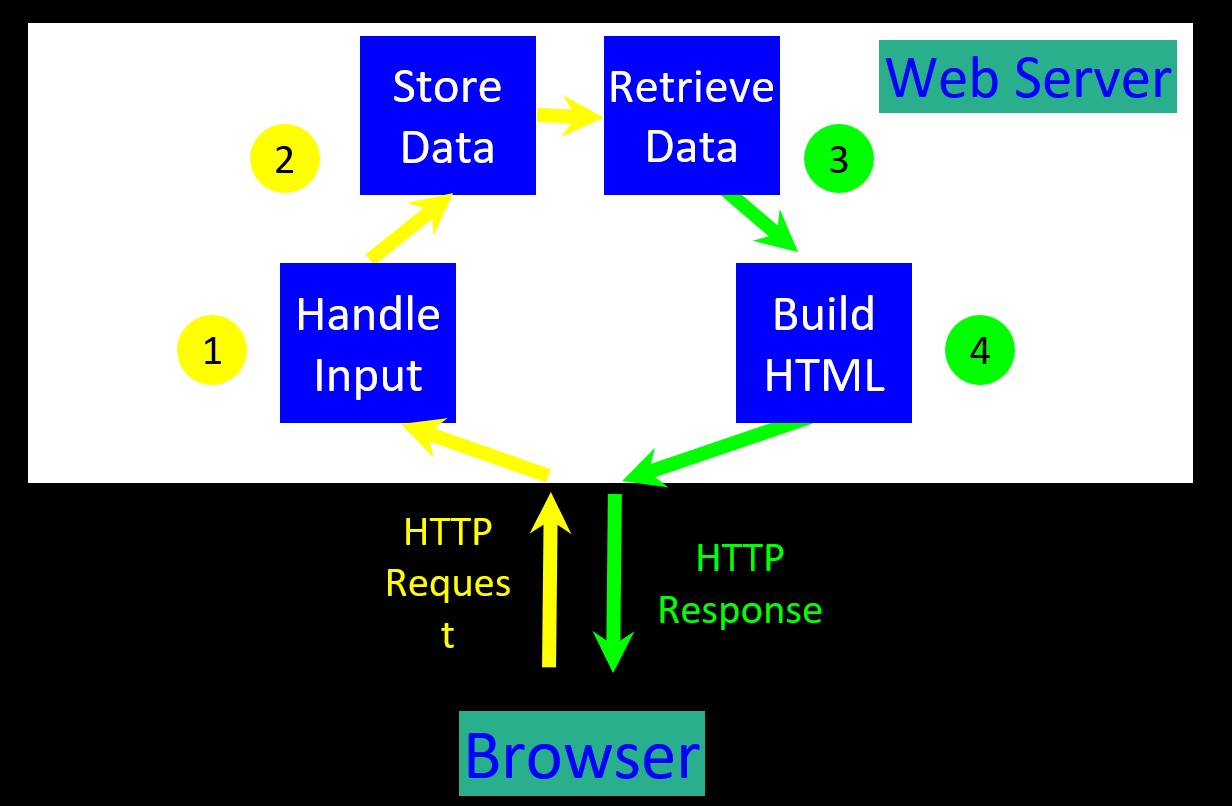 Web Server
Store
Data
Retrieve
Data
2
3
Handle
Input
Build
HTML
1
4
HTTP
Reques
t
HTTP
Response
Browser